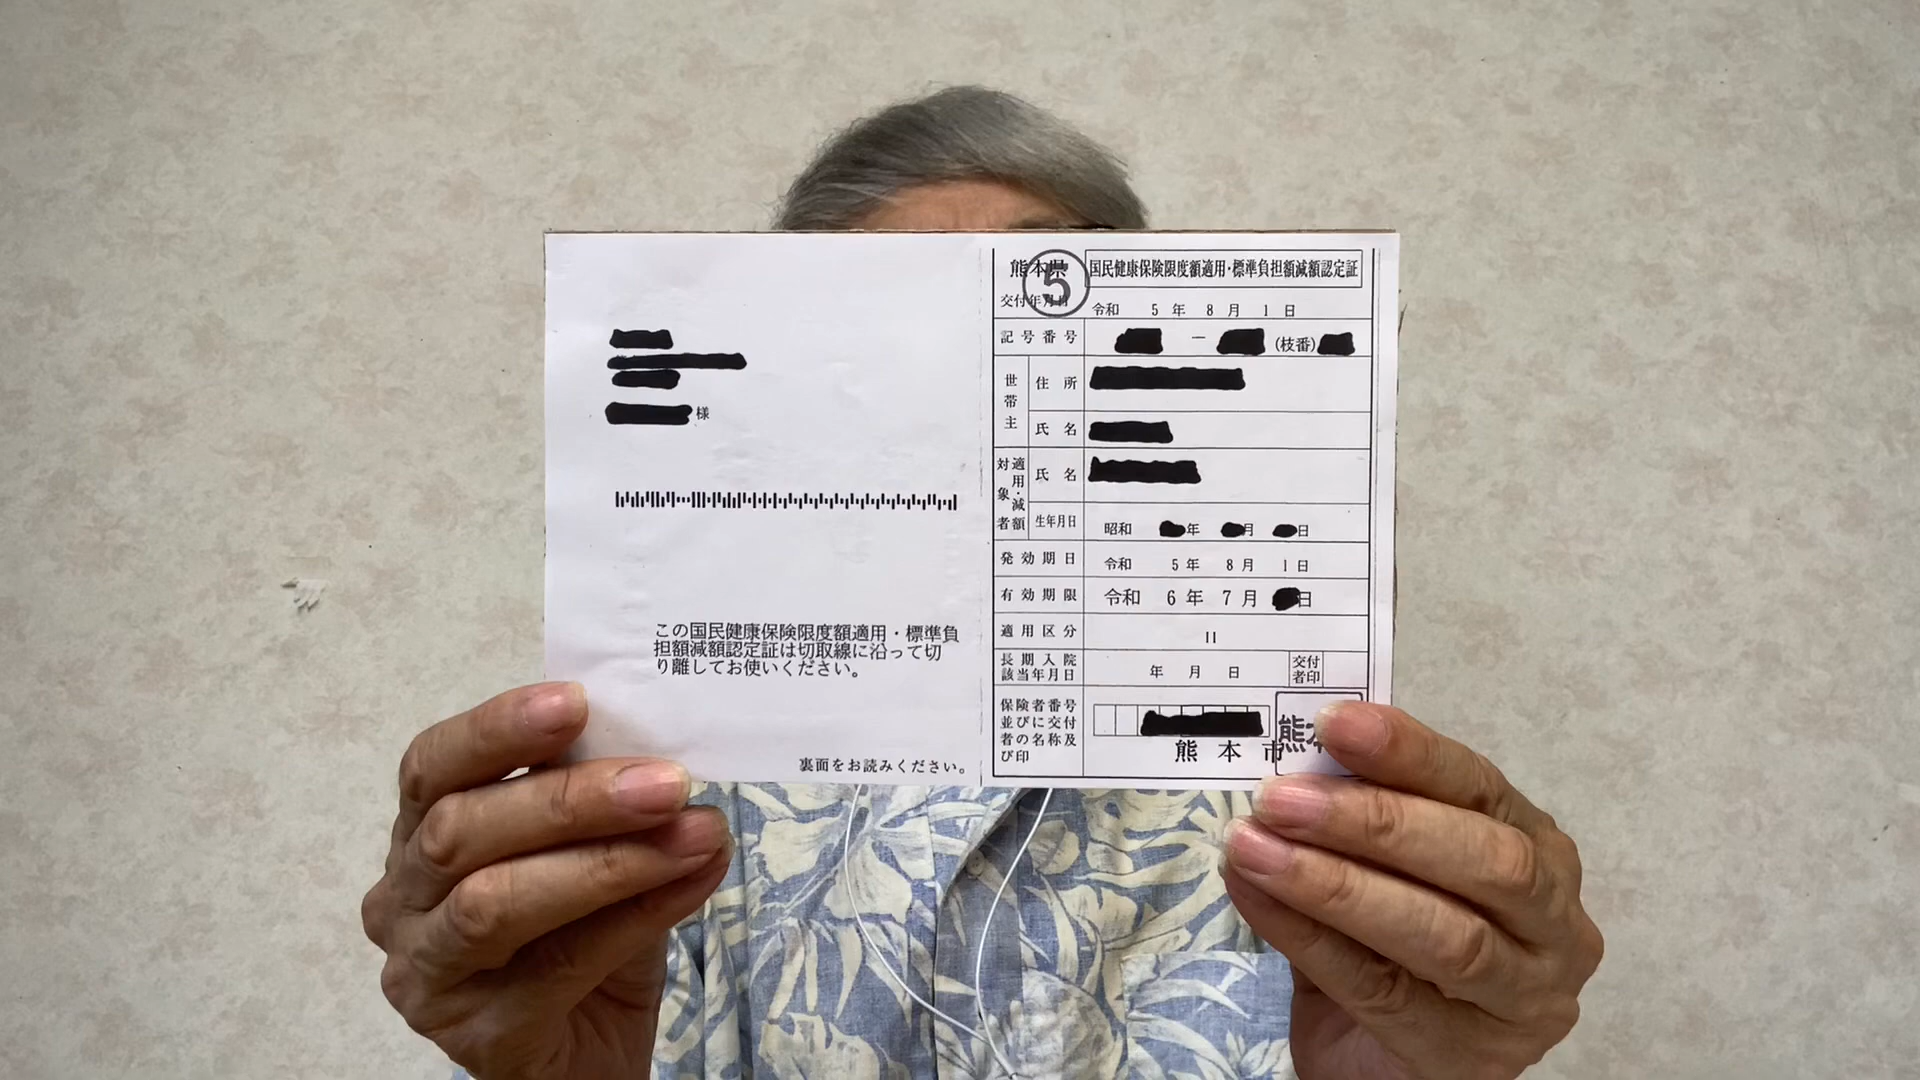 様
この国民健康保険限度額適用・標準負
担額減額認定証は切取線に沿って切
り離してお使いください。
裏面をお読みください。
熊本県
⑤
国民健康保険限度額適用・標準負担額減額認定証
交付年月日 令和 5年 8月 1日
記号番号 ー (枝番)
世帯主
住所
氏名
適用・減額対象者
氏名
生年月日 昭和 年 月 日
発効期日 令和 5年 8月 1日
有効期限 令和 6年 7月 日
適用区分 II
長期入院
該当年月日
年 月 日
交付
者印
保険者番号
並びに交付
者の名称及
び印
熊本市
熊本